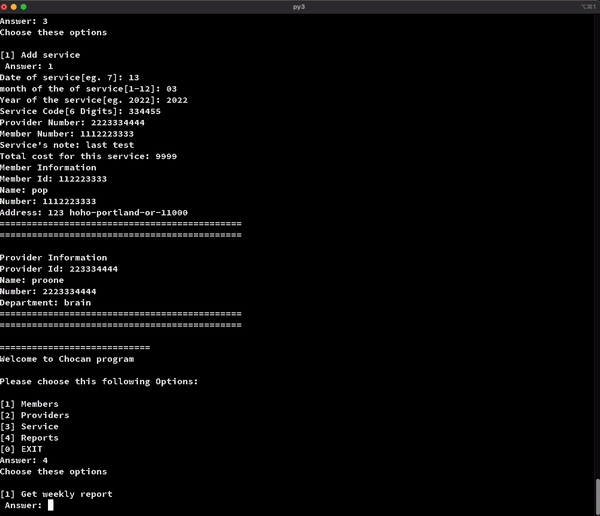 py3
⌥⌘1
Answer: 3
Choose these options
[1] Add service
Answer: 1
Date of service[eg. 7]: 13
month of the of service[1-12]: 03
Year of the service[eg. 2022]: 2022
Service Code[6 Digits]: 334455
Provider Number: 2223334444
Member Number: 1112223333
Service's note: last test
Total cost for this service: 9999
Member Information
Member Id: 112223333
Name: pop
Number: 1112223333
Address: 123 hoho-portland-or-11000
=============================================
=============================================
Provider Information
Provider Id: 223334444
Name: proone
Number: 2223334444
Department: brain
=============================================
=============================================
============================
Welcome to Chocan program
Please choose this following Options:
[1] Members
[2] Providers
[3] Service
[4] Reports
[0] EXIT
Answer: 4
Choose these options
[1] Get weekly report
Answer: